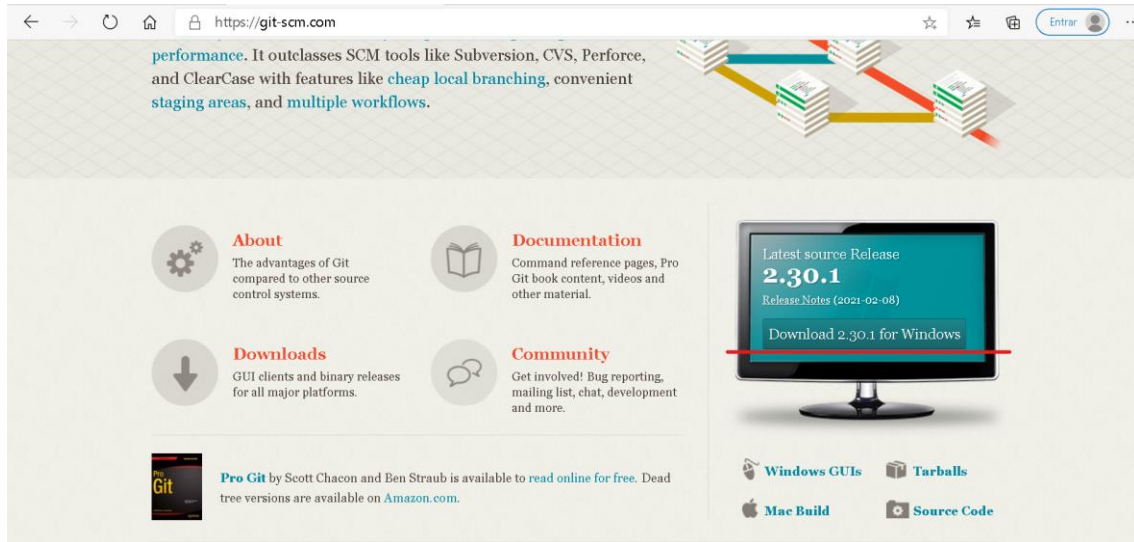 https://git-scm.com
Entrar
performance. It outclasses SCM tools like Subversion, CVS, Perforce,
and ClearCase with features like cheap local branching, convenient
staging areas, and multiple workflows.
About
The advantages of Git
compared to other source
control systems.
Documentation
Command reference pages, Pro
Git book content, videos and
other material.
Downloads
GUI clients and binary releases
for all major platforms.
Community
Get involved! Bug reporting,
mailing list, chat, development
and more.
Pro
Git
Pro Git by Scott Chacon and Ben Straub is available to read online for free. Dead
tree versions are available on Amazon.com.
Latest source Release
2.30.1
Release Notes (2021-02-08)
Download 2.30.1 for Windows
Windows GUIs
Tarballs
Mac Build
Source Code